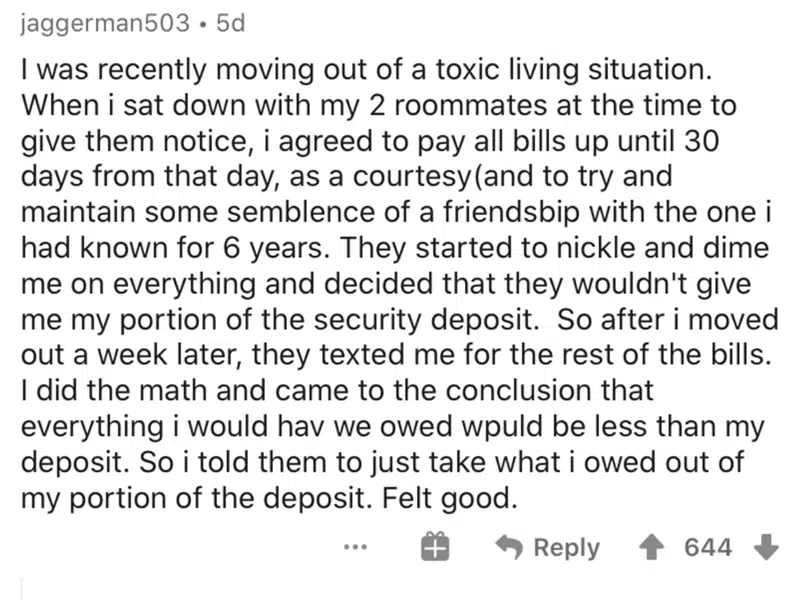 jaggerman503 • 5d
I was recently moving out of a toxic living situation.
When i sat down with my 2 roommates at the time to
give them notice, i agreed to pay all bills up until 30
days from that day, as a courtesy(and to try and
maintain some semblence of a friendsbip with the one i
had known for 6 years. They started to nickle and dime
me on everything and decided that they wouldn't give
me my portion of the security deposit.  So after i moved
out a week later, they texted me for the rest of the bills.
I did the math and came to the conclusion that
everything i would hav we owed wpuld be less than my
deposit. So i told them to just take what i owed out of
my portion of the deposit. Felt good.
... Reply 644